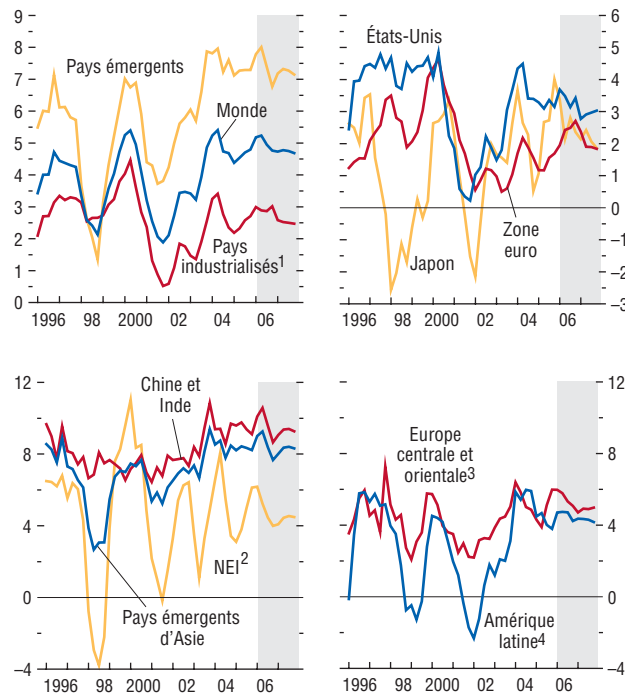 9
8
7
6
5
4
3
2
1
0
Pays émergents
Monde
Pays
industrialisés1
1996 98 2000 02 04 06
6
5
4
3
2
1
0
–1
–2
–3
États-Unis
Zone
euro
Japon
1996 98 2000 02 04 06
12
8
4
0
–4
Chine et
Inde
NEI2
Pays émergents
d'Asie
1996 98 2000 02 04 06
12
8
4
0
–4
Europe
centrale et
orientale3
Amérique
latine4
1996 98 2000 02 04 06